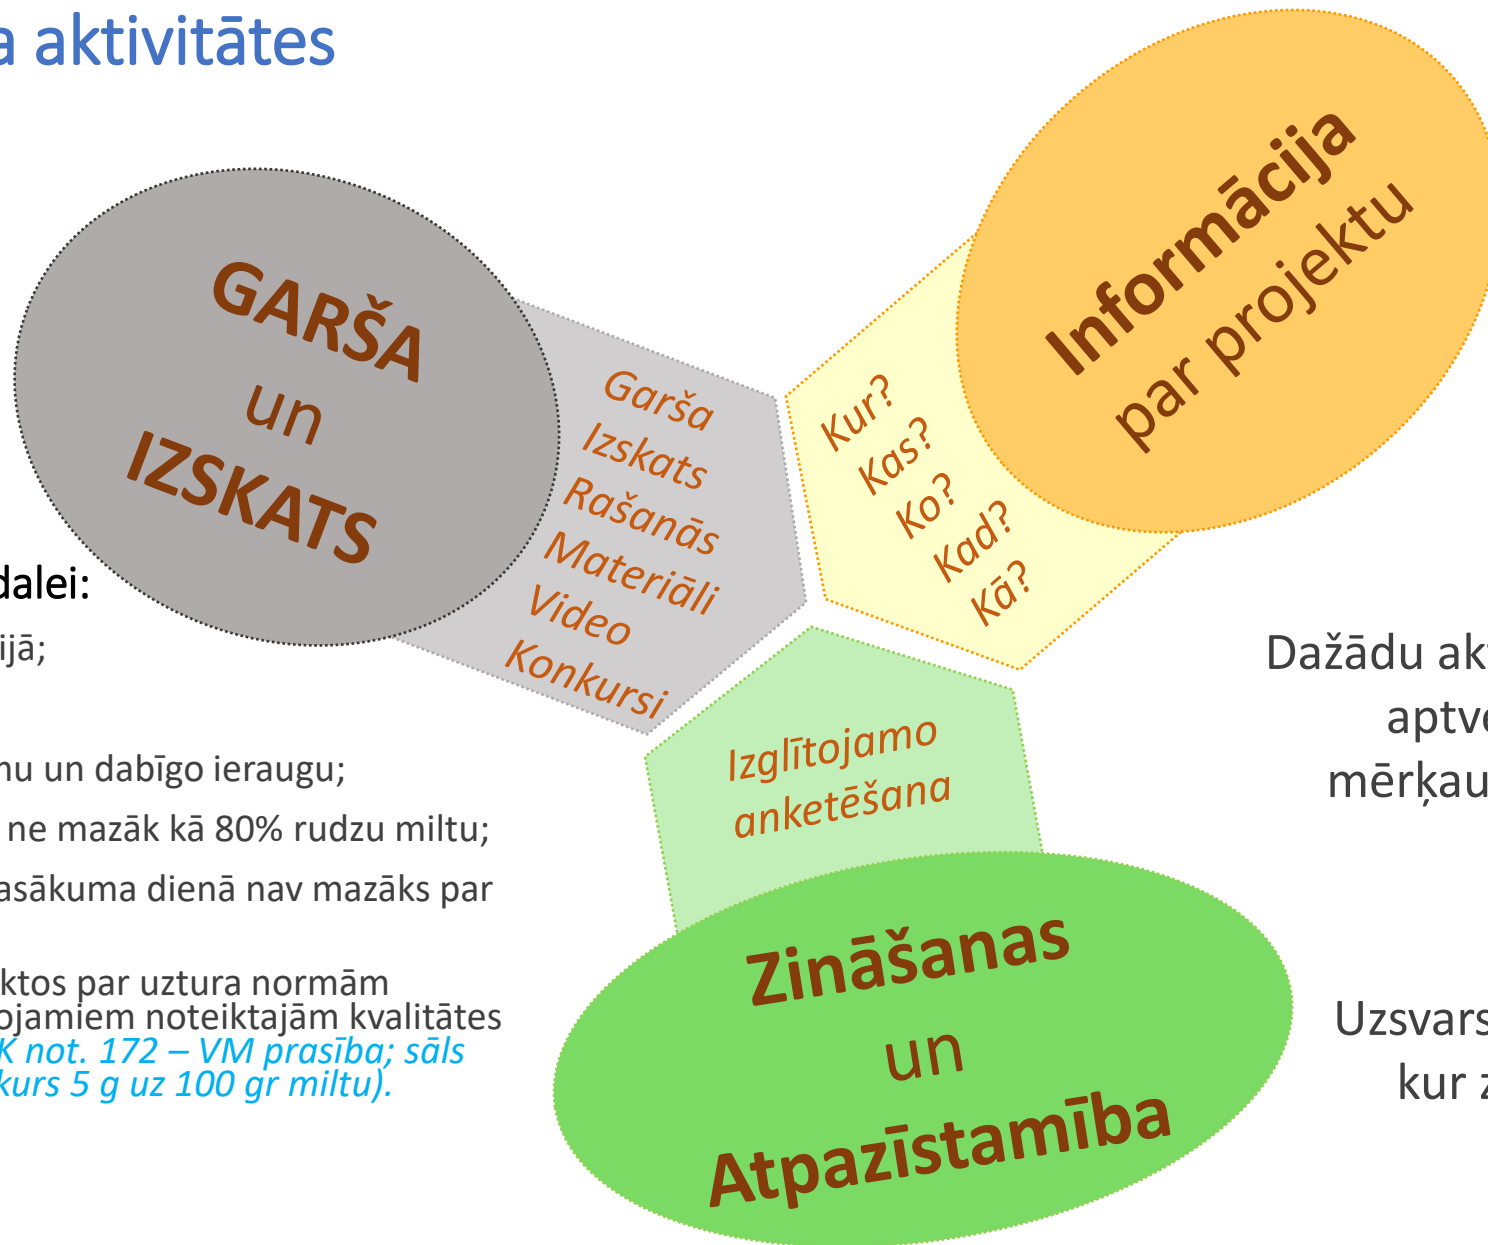 a aktivitātes
GARŠA
un
IZSKATS
Garša
Izskats
Rašanās
Materiāli
Video
Konkursi
Informācija
par projektu
Kur?
Kas?
Ko?
Kad?
Kā?
Izglītojamo
anketēšana
Zināšanas
un
Atpazīstamība
dalei:
ijā;
mu un dabīgo ieraugu;
ne mazāk kā 80% rudzu miltu;
asākuma dienā nav mazāks par
ktos par uztura normām
ojamiem noteiktajām kvalitātes
K not. 172 – VM prasība; sāls
kurs 5 g uz 100 gr miltu).
Dažādu ak
aptve
mērķau
Uzsvars
kur z